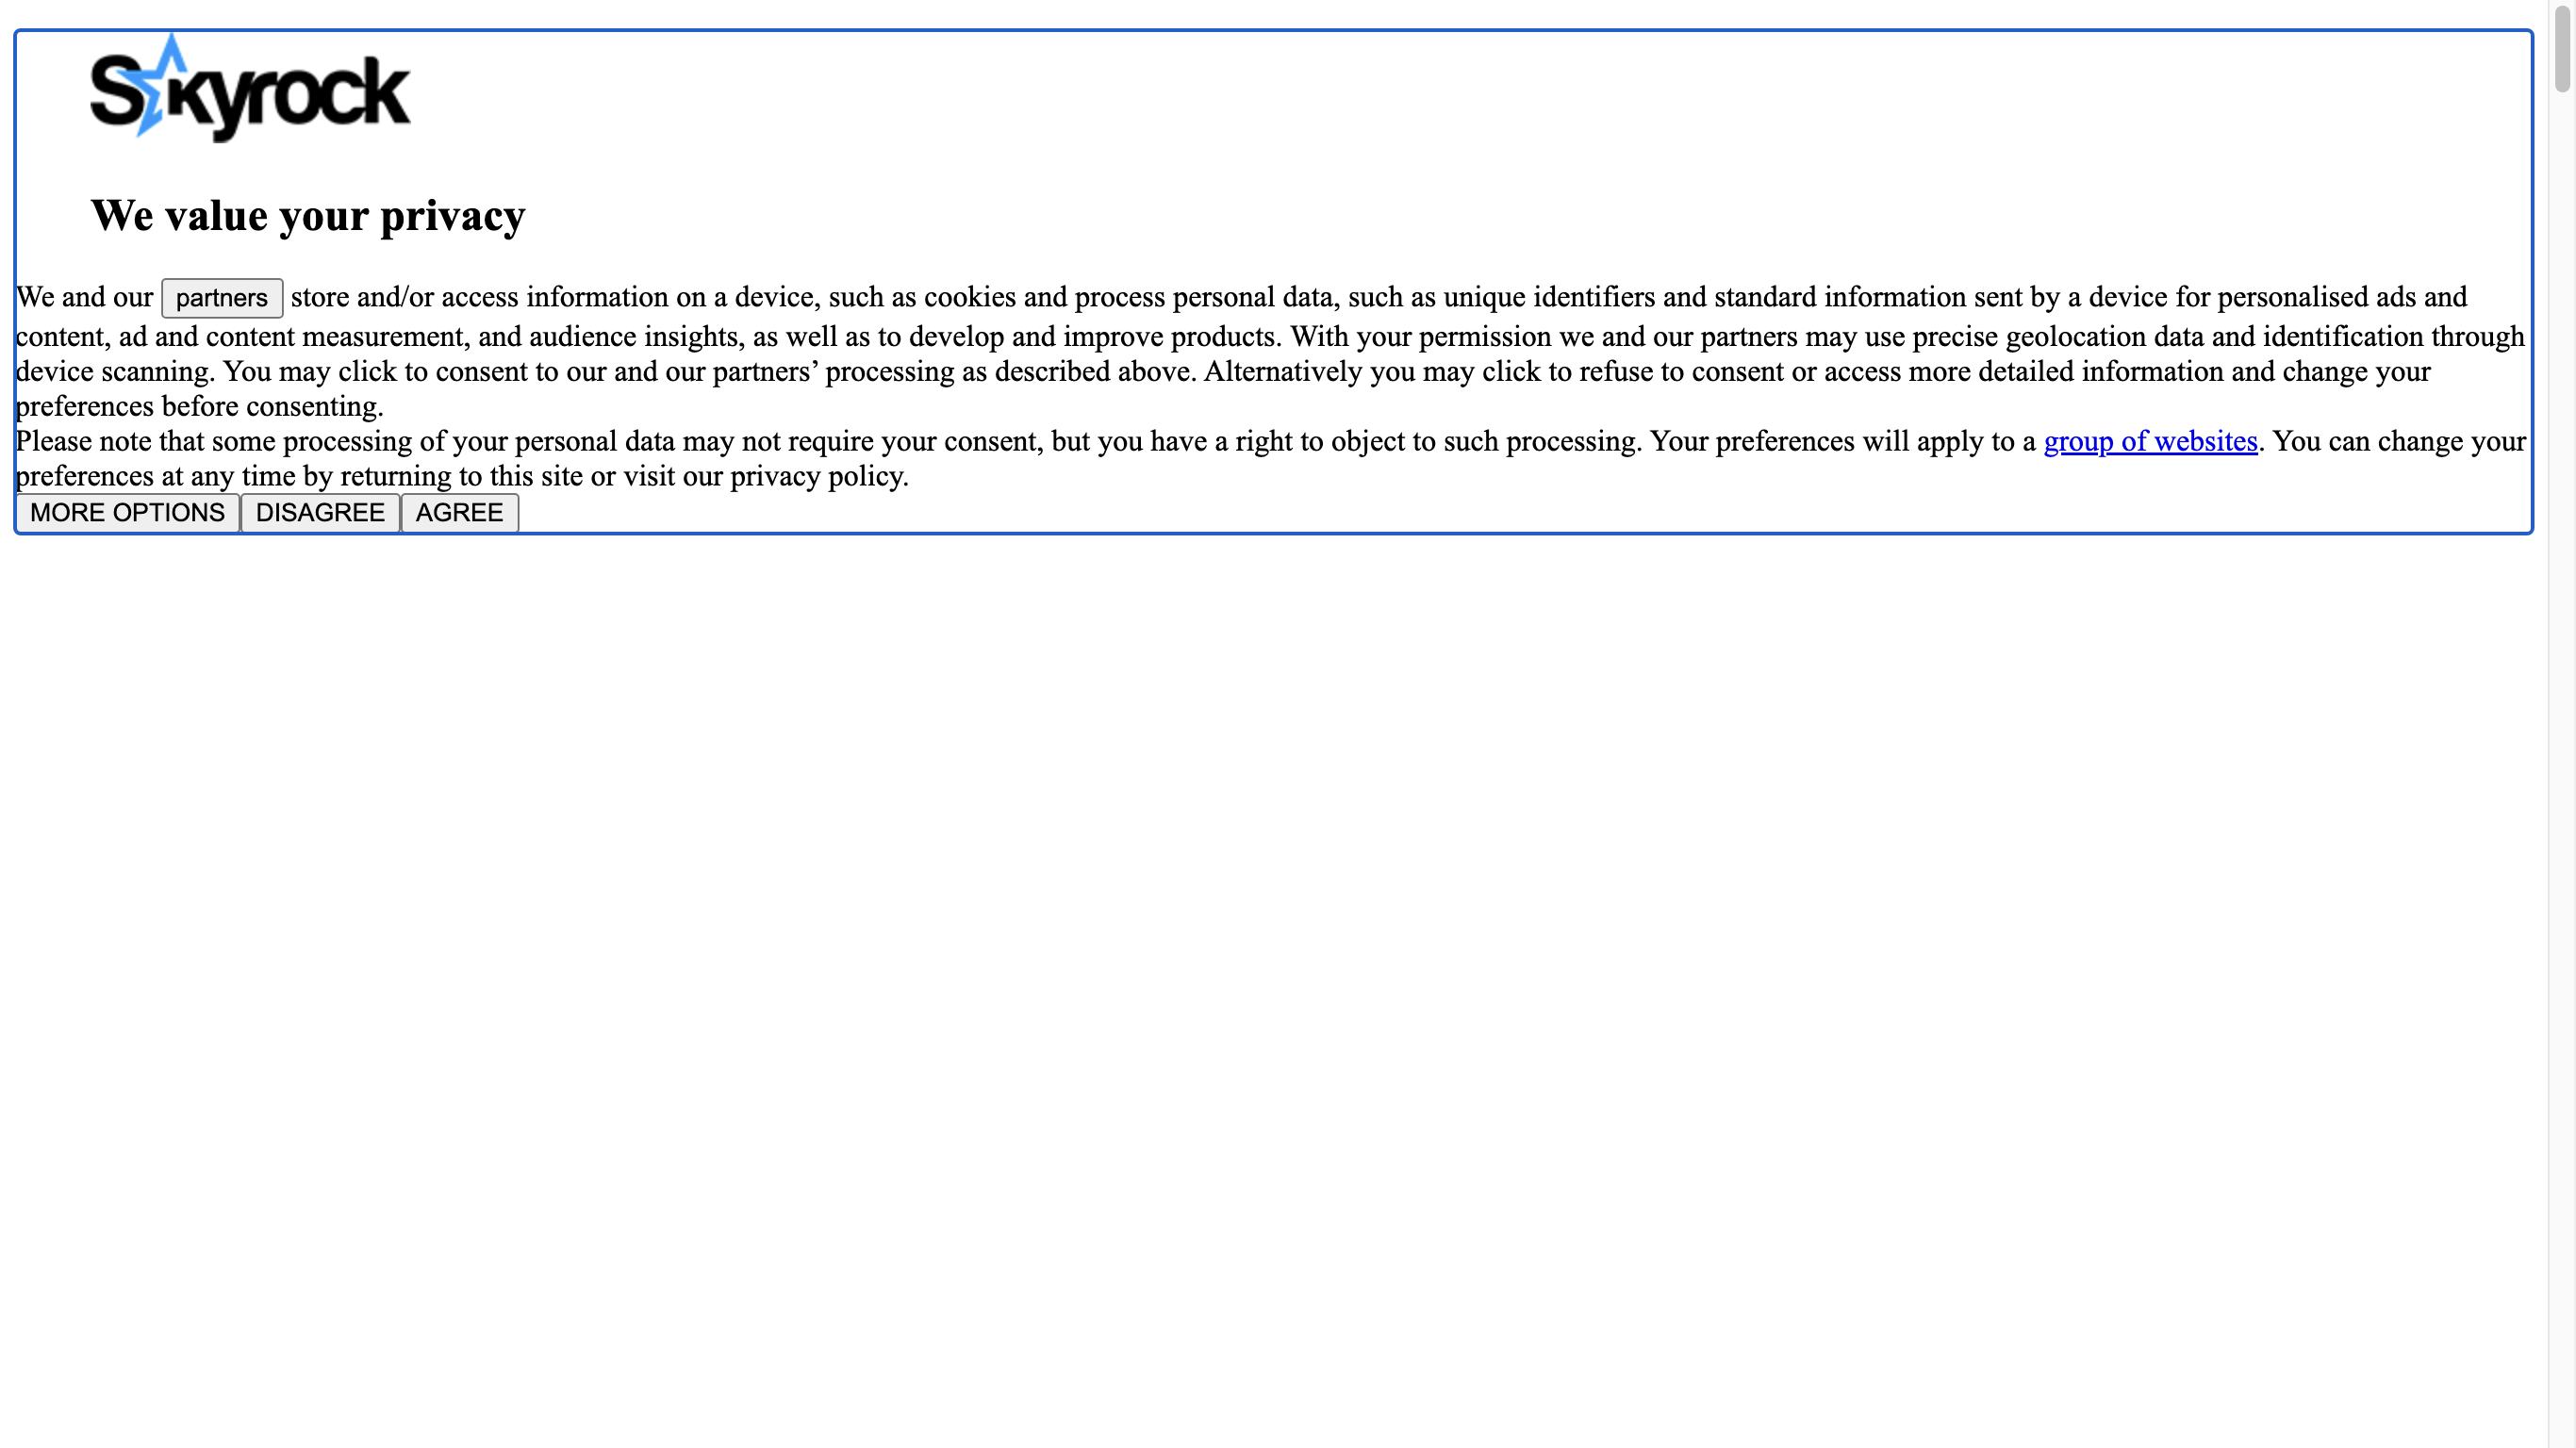 Skyrock
We value your privacy
We and our partners store and/or access information on a device, such as cookies and process personal data, such as unique identifiers and standard information sent by a device for personalised ads and
content, ad and content measurement, and audience insights, as well as to develop and improve products. With your permission we and our partners may use precise geolocation data and identification through
device scanning. You may click to consent to our and our partners’ processing as described above. Alternatively you may click to refuse to consent or access more detailed information and change your
preferences before consenting.
Please note that some processing of your personal data may not require your consent, but you have a right to object to such processing. Your preferences will apply to a group of websites. You can change your
preferences at any time by returning to this site or visit our privacy policy.
MORE OPTIONS DISAGREE AGREE